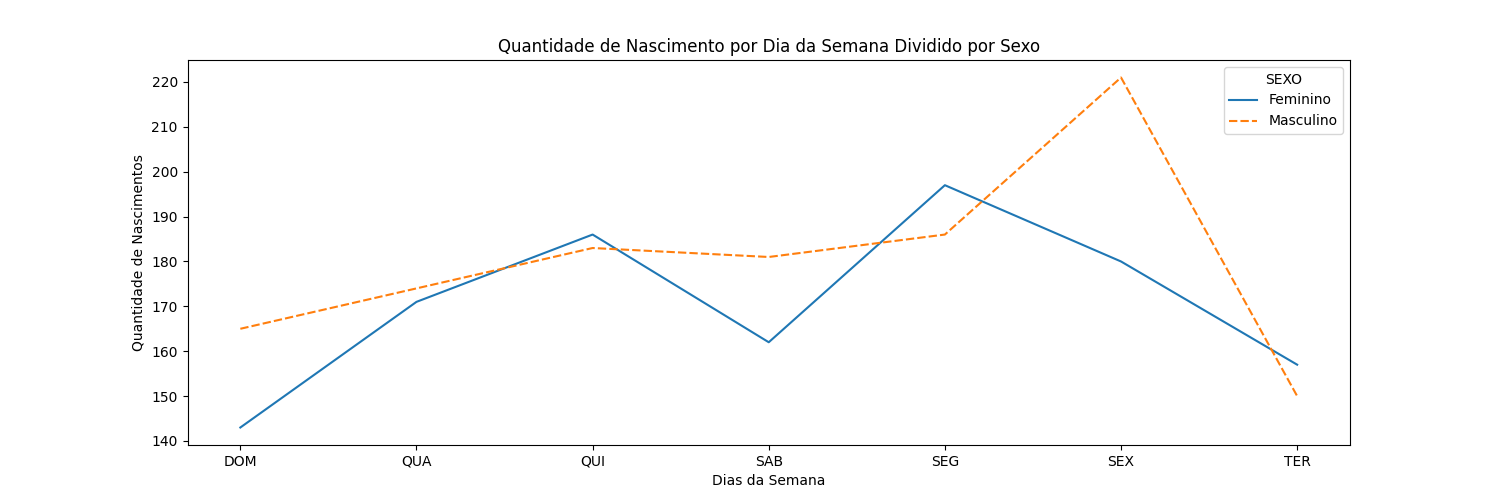 Quantidade de Nascimento por Dia da Semana Dividido por Sexo
SEXO
Feminino
Masculino
Quantidade de Nascimentos
220
210
200
190
180
170
160
150
140
DOM QUA QUI SAB SEG SEX TER
Dias da Semana